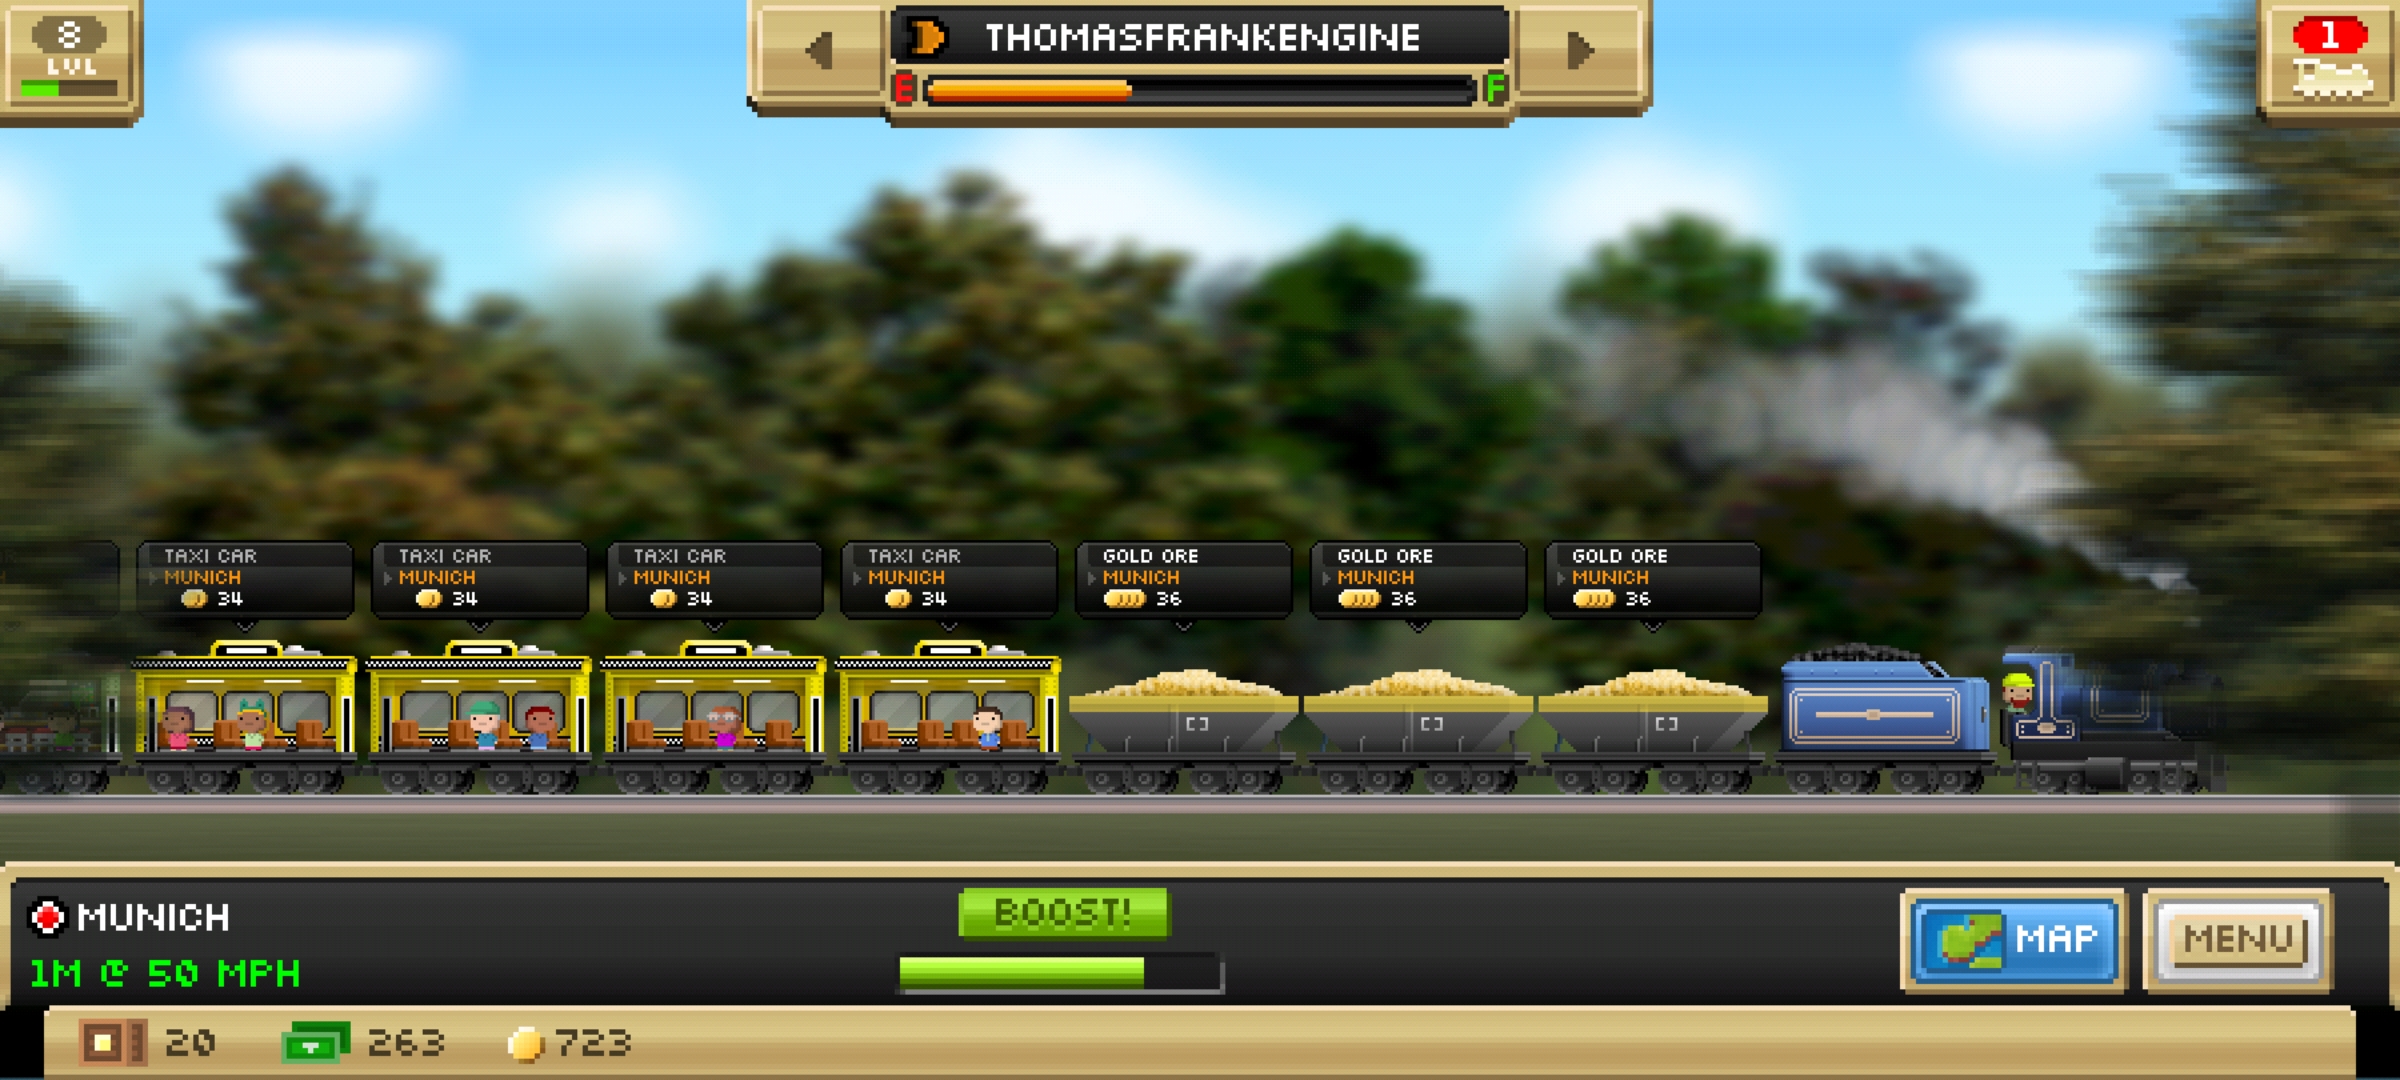 8
LVL
THOMASFRANKENGINE
E
F
1
TAXI CAR
MUNICH
34
TAXI CAR
MUNICH
34
TAXI CAR
MUNICH
34
TAXI CAR
MUNICH
34
GOLD ORE
MUNICH
36
GOLD ORE
MUNICH
36
GOLD ORE
MUNICH
36
MUNICH
1M @ 50 MPH
BOOST!
MAP
MENU
20
263
723